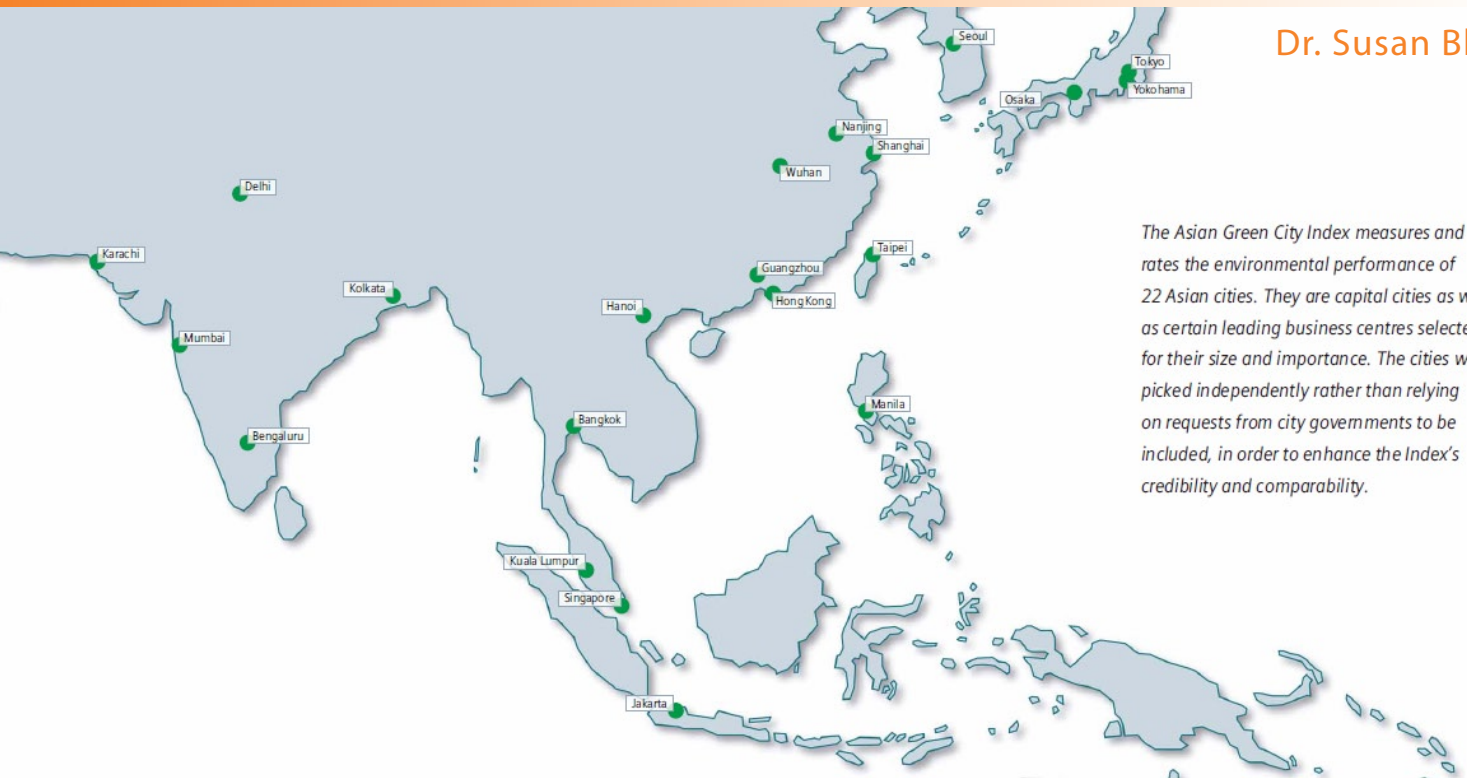 Dr. Susan Bl
Seoul
Tokyo
Yokohama
Osaka
Nanjing
Shanghai
Wuhan
Delhi
Karachi
Taipei
Guangzhou
Kolkata
Hong Kong
Hanoi
Mumbai
Manila
Bangkok
Bengaluru
Kuala Lumpur
Singapore
Jakarta
The Asian Green City Index measures and
rates the environmental performance of
22 Asian cities. They are capital cities as w
as certain leading business centres selecte
for their size and importance. The cities w
picked independently rather than relying
on requests from city governments to be
included, in order to enhance the Index's
credibility and comparability.